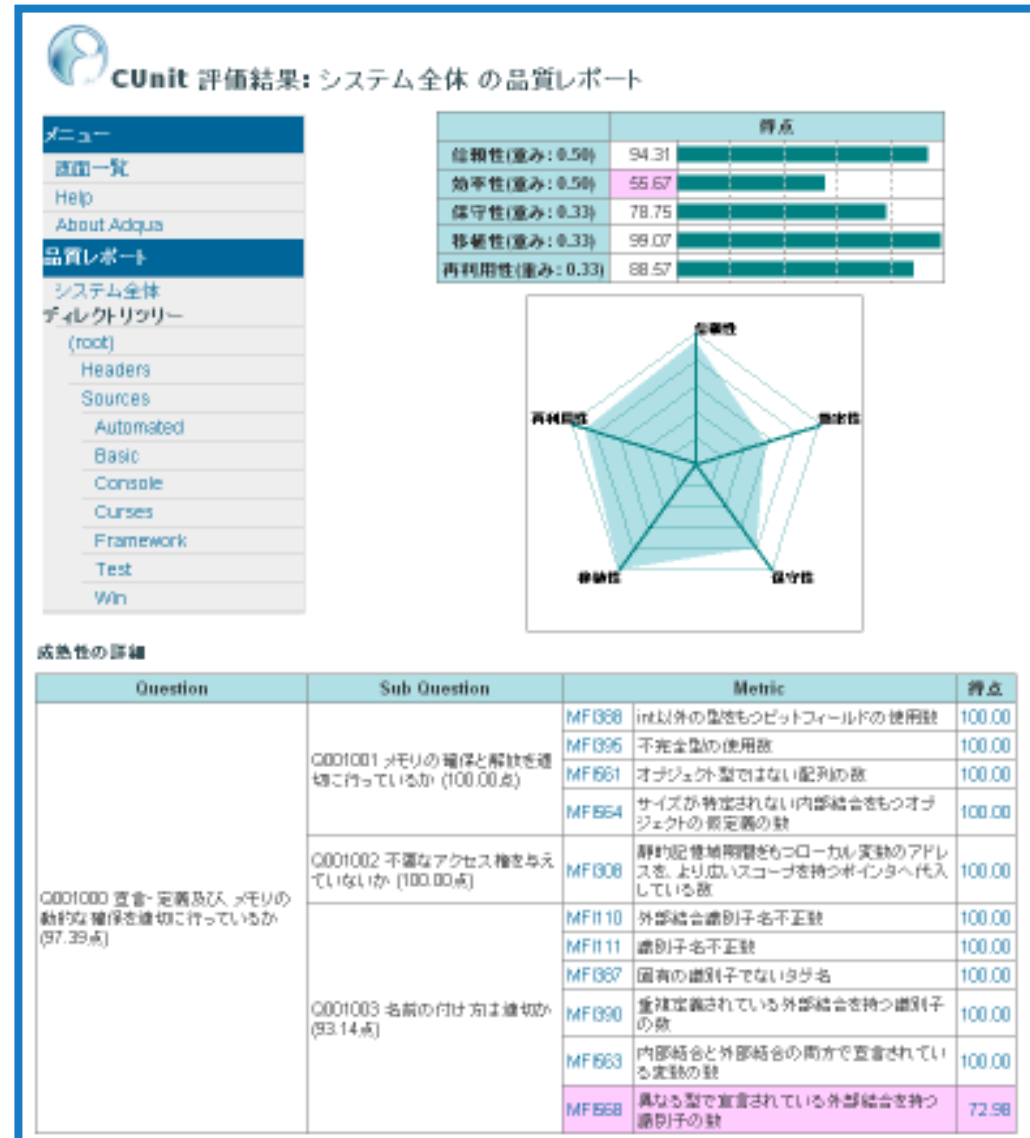 CUnit 評価結果: システム全体 の品質レポート
メニュー
画面一覧
Help
About Adqua
品質レポート
システム全体
ディレクトリツリー
(root)
Headers
Sources
Automated
Basic
Console
Curses
Framework
Test
Win
得点
信頼性(重み: 0.50) 94.31
効率性(重み: 0.50) 55.67
保守性(重み: 0.33) 78.75
移植性(重み: 0.33) 99.07
再利用性(重み: 0.33) 88.57
信頼性
再利用性
移植性
保守性
成熟性の詳細
Question Sub Question Metric 得点
Q001000 宣言・定義及び、メモリの
動的な確保を適切に行っているか
(97.39点)
Q001001 メモリの確保と解放を適
切に行っているか (100.00点)
MFl388 int以外の型をもつビットフィールドの使用数 100.00
MFl395 不完全型の使用数 100.00
MFl561 オブジェクト型ではない配列の数 100.00
MFl564 サイズが特定されない内部結合をもつオブ
ジェクトの仮定義の数 100.00
Q001002 不要なアクセス権を与え
ていないか (100.00点)
MFl308 静的記憶域期間をもつローカル変数のアドレ
スを、より広いスコープを持つポインタへ代入
している数 100.00
Q001003 名前の付け方は適切か
(93.14点)
MFl110 外部結合識別子名不正数 100.00
MFl111 識別子名不正数 100.00
MFl387 固有の識別子でないタグ名 100.00
MFl390 重複定義されている外部結合を持つ識別子
の数 100.00
MFl563 内部結合と外部結合の両方で宣言されてい
る変数の数 100.00
MFl568 異なる型で宣言されている外部結合を持つ
識別子の数 72.98